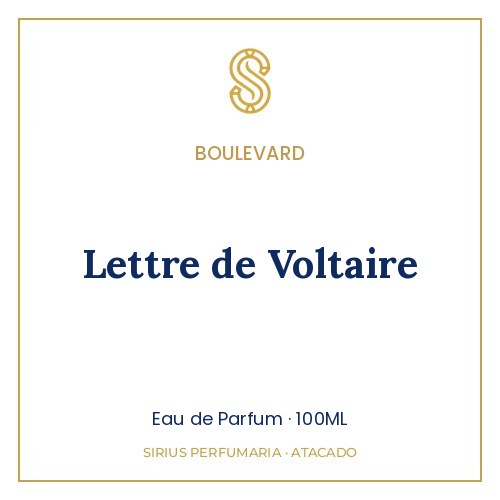 BOULEVARD
Lettre de Voltaire
Eau de Parfum · 100ML
SIRIUS PERFUMARIA · ATACADO